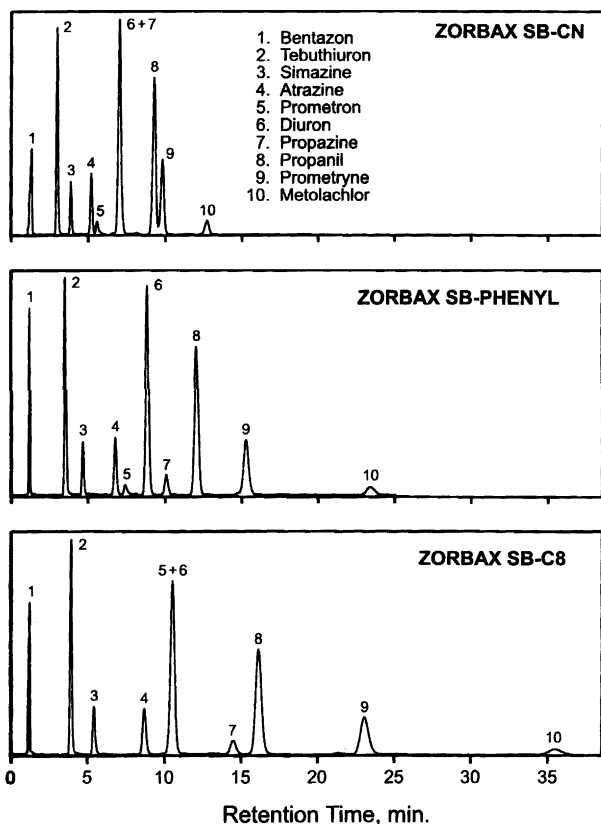 ZORBAX SB-CN
1. Bentazon
2. Tebuthiuron
3. Simazine
4. Atrazine
5. Prometron
6. Diuron
7. Propazine
8. Propanil
9. Prometryne
10. Metolachlor
1
2
3
4
5
6+7
8
9
10
ZORBAX SB-PHENYL
1
2
3
4
5
6
7
8
9
10
ZORBAX SB-C8
1
2
3
4
5+6
7
8
9
10
0 5 10 15 20 25 30 35
Retention Time, min.